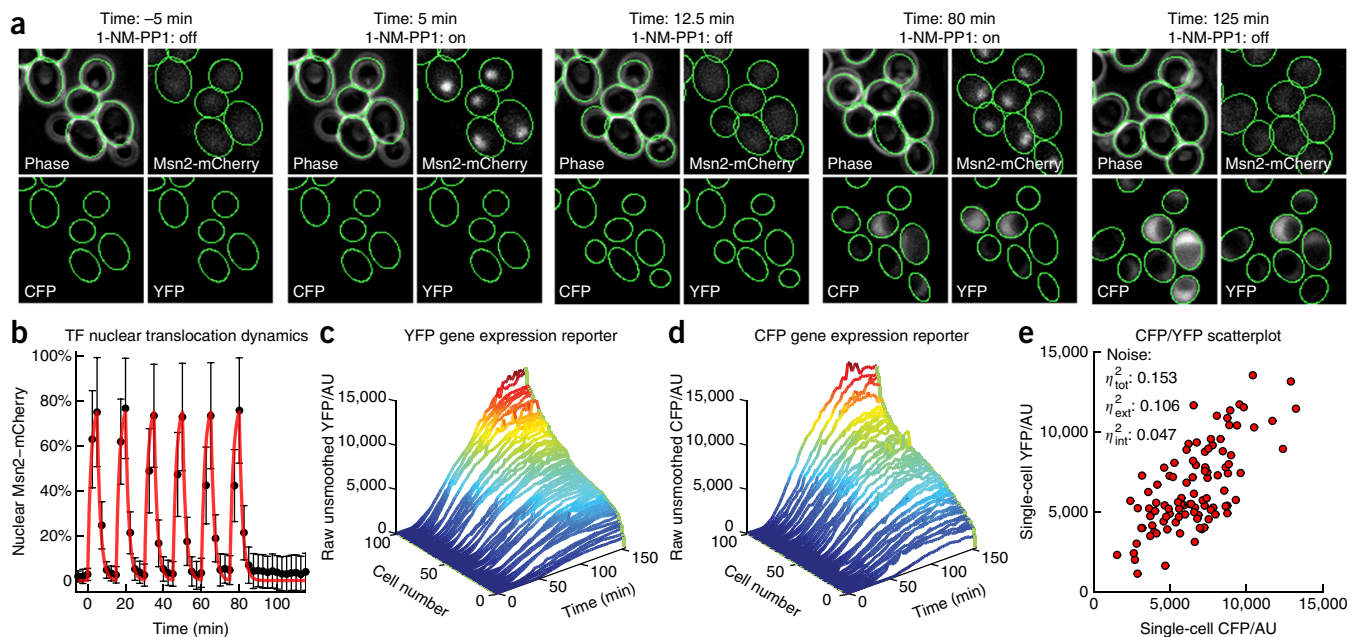 a
Time: –5 min
1-NM-PP1: off
Time: 5 min
1-NM-PP1: on
Time: 12.5 min
1-NM-PP1: off
Time: 80 min
1-NM-PP1: on
Time: 125 min
1-NM-PP1: off
Phase
Msn2-mCherry
Phase
Msn2-mCherry
Phase
Msn2-mCherry
Phase
Msn2-mCherry
Phase
Msn2-mCherry
CFP
YFP
CFP
YFP
CFP
YFP
CFP
YFP
CFP
YFP
b
TF nuclear translocation dynamics
Nuclear Msn2–mCherry
100%
80%
60%
40%
20%
0
0
20
40
60
80
100
Time (min)
c
YFP gene expression reporter
Raw unsmoothed YFP/AU
15,000
10,000
5,000
0
100
50
0
Cell number
0
50
100
150
Time (min)
d
CFP gene expression reporter
Raw unsmoothed CFP/AU
15,000
10,000
5,000
0
100
50
0
Cell number
0
50
100
150
Time (min)
e
CFP/YFP scatterplot
Noise:
η²tot: 0.153
η²ext: 0.106
η²int: 0.047
Single-cell YFP/AU
15,000
10,000
5,000
0
0
5,000
10,000
15,000
Single-cell CFP/AU